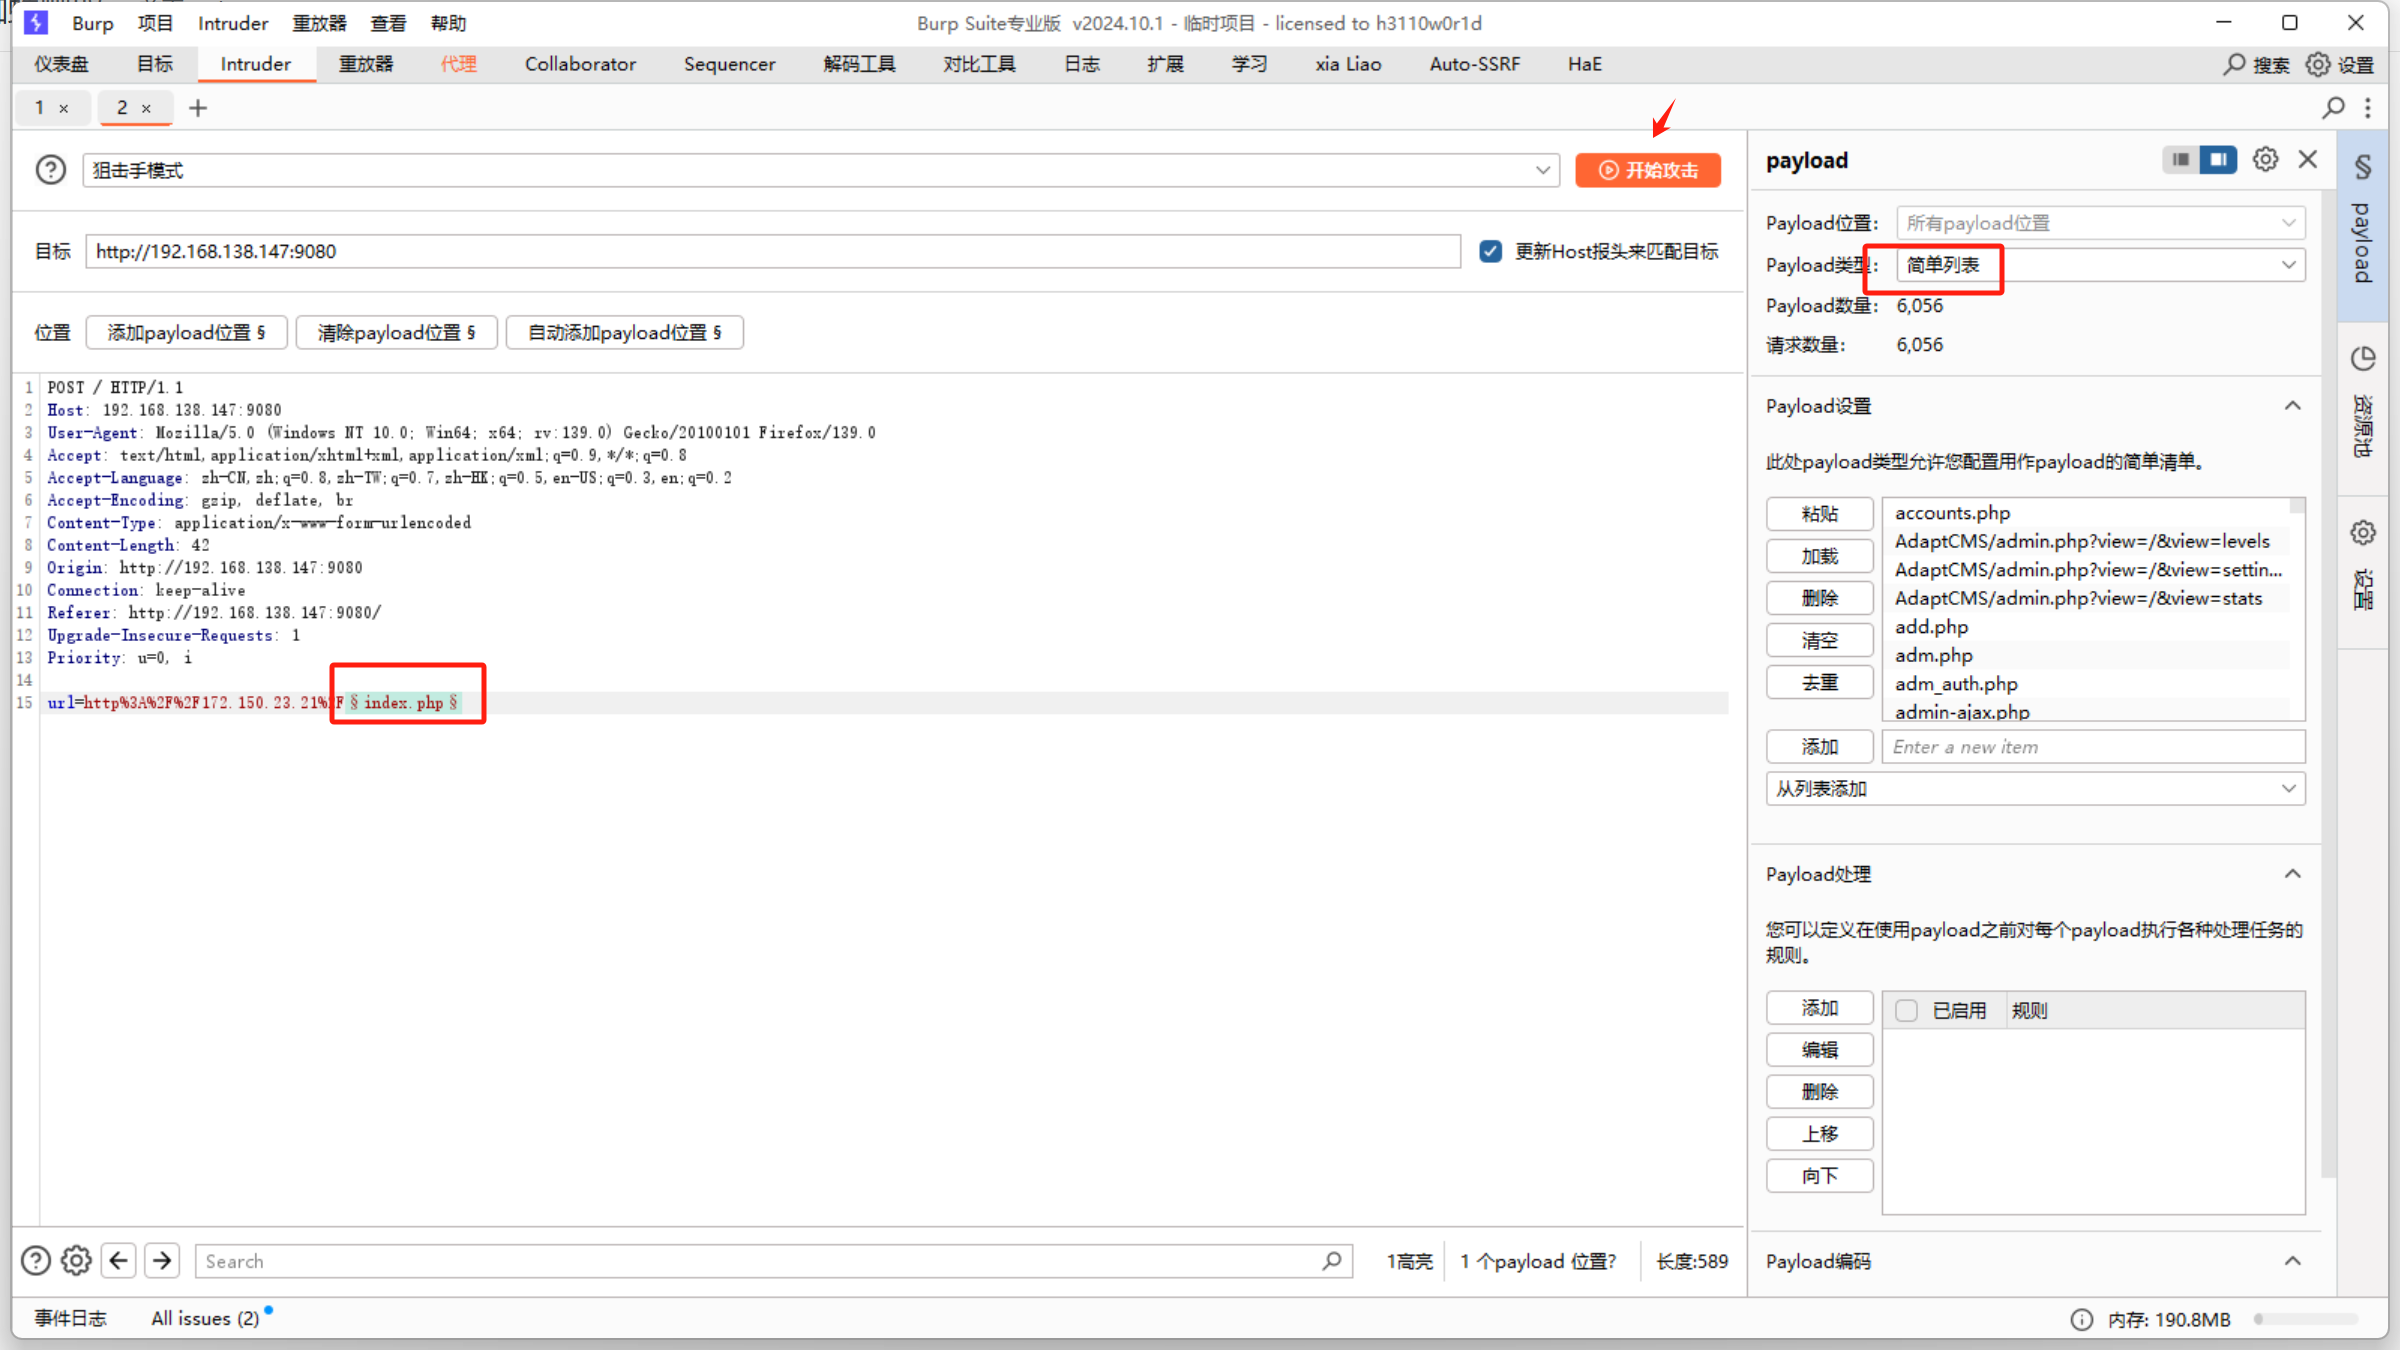 Burp 项目 Intruder 重放器 查看 帮助
Burp Suite专业版 v2024.10.1 - 临时项目 - licensed to h3110w0r1d
仪表盘 目标 Intruder 重放器 代理 Collaborator Sequencer 解码工具 对比工具 日志 扩展 学习 xia Liao Auto-SSRF HaE
搜索 设置
1 × 2 × +
狙击手模式
开始攻击
目标 http://192.168.138.147:9080
更新Host报头来匹配目标
位置 添加payload位置 § 清除payload位置 § 自动添加payload位置 §
1 POST / HTTP/1.1
2 Host: 192.168.138.147:9080
3 User-Agent: Mozilla/5.0 (Windows NT 10.0; Win64; x64; rv:139.0) Gecko/20100101 Firefox/139.0
4 Accept: text/html,application/xhtml+xml,application/xml;q=0.9,*/*;q=0.8
5 Accept-Language: zh-CN,zh;q=0.8,zh-TW;q=0.7,zh-HK;q=0.5,en-US;q=0.3,en;q=0.2
6 Accept-Encoding: gzip, deflate, br
7 Content-Type: application/x-www-form-urlencoded
8 Content-Length: 42
9 Origin: http://192.168.138.147:9080
10 Connection: keep-alive
11 Referer: http://192.168.138.147:9080/
12 Upgrade-Insecure-Requests: 1
13 Priority: u=0, i
14
15 url=http%3A%2F%2F172.150.23.21%2F§index.php§
Search
1高亮
1 个payload 位置?
长度:589
payload
Payload位置: 所有payload位置
Payload类型: 简单列表
Payload数量: 6,056
请求数量: 6,056
Payload设置
此处payload类型允许您配置用作payload的简单清单。
粘贴
加载
删除
清空
去重
accounts.php
AdaptCMS/admin.php?view=/&view=levels
AdaptCMS/admin.php?view=/&view=settin...
AdaptCMS/admin.php?view=/&view=stats
add.php
adm.php
adm_auth.php
admin-ajax.php
添加 Enter a new item
从列表添加
Payload处理
您可以定义在使用payload之前对每个payload执行各种处理任务的
规则。
添加
编辑
删除
上移
向下
已启用 规则
Payload编码
§ payload
资源池
设置
事件日志 All issues (2)
内存: 190.8MB